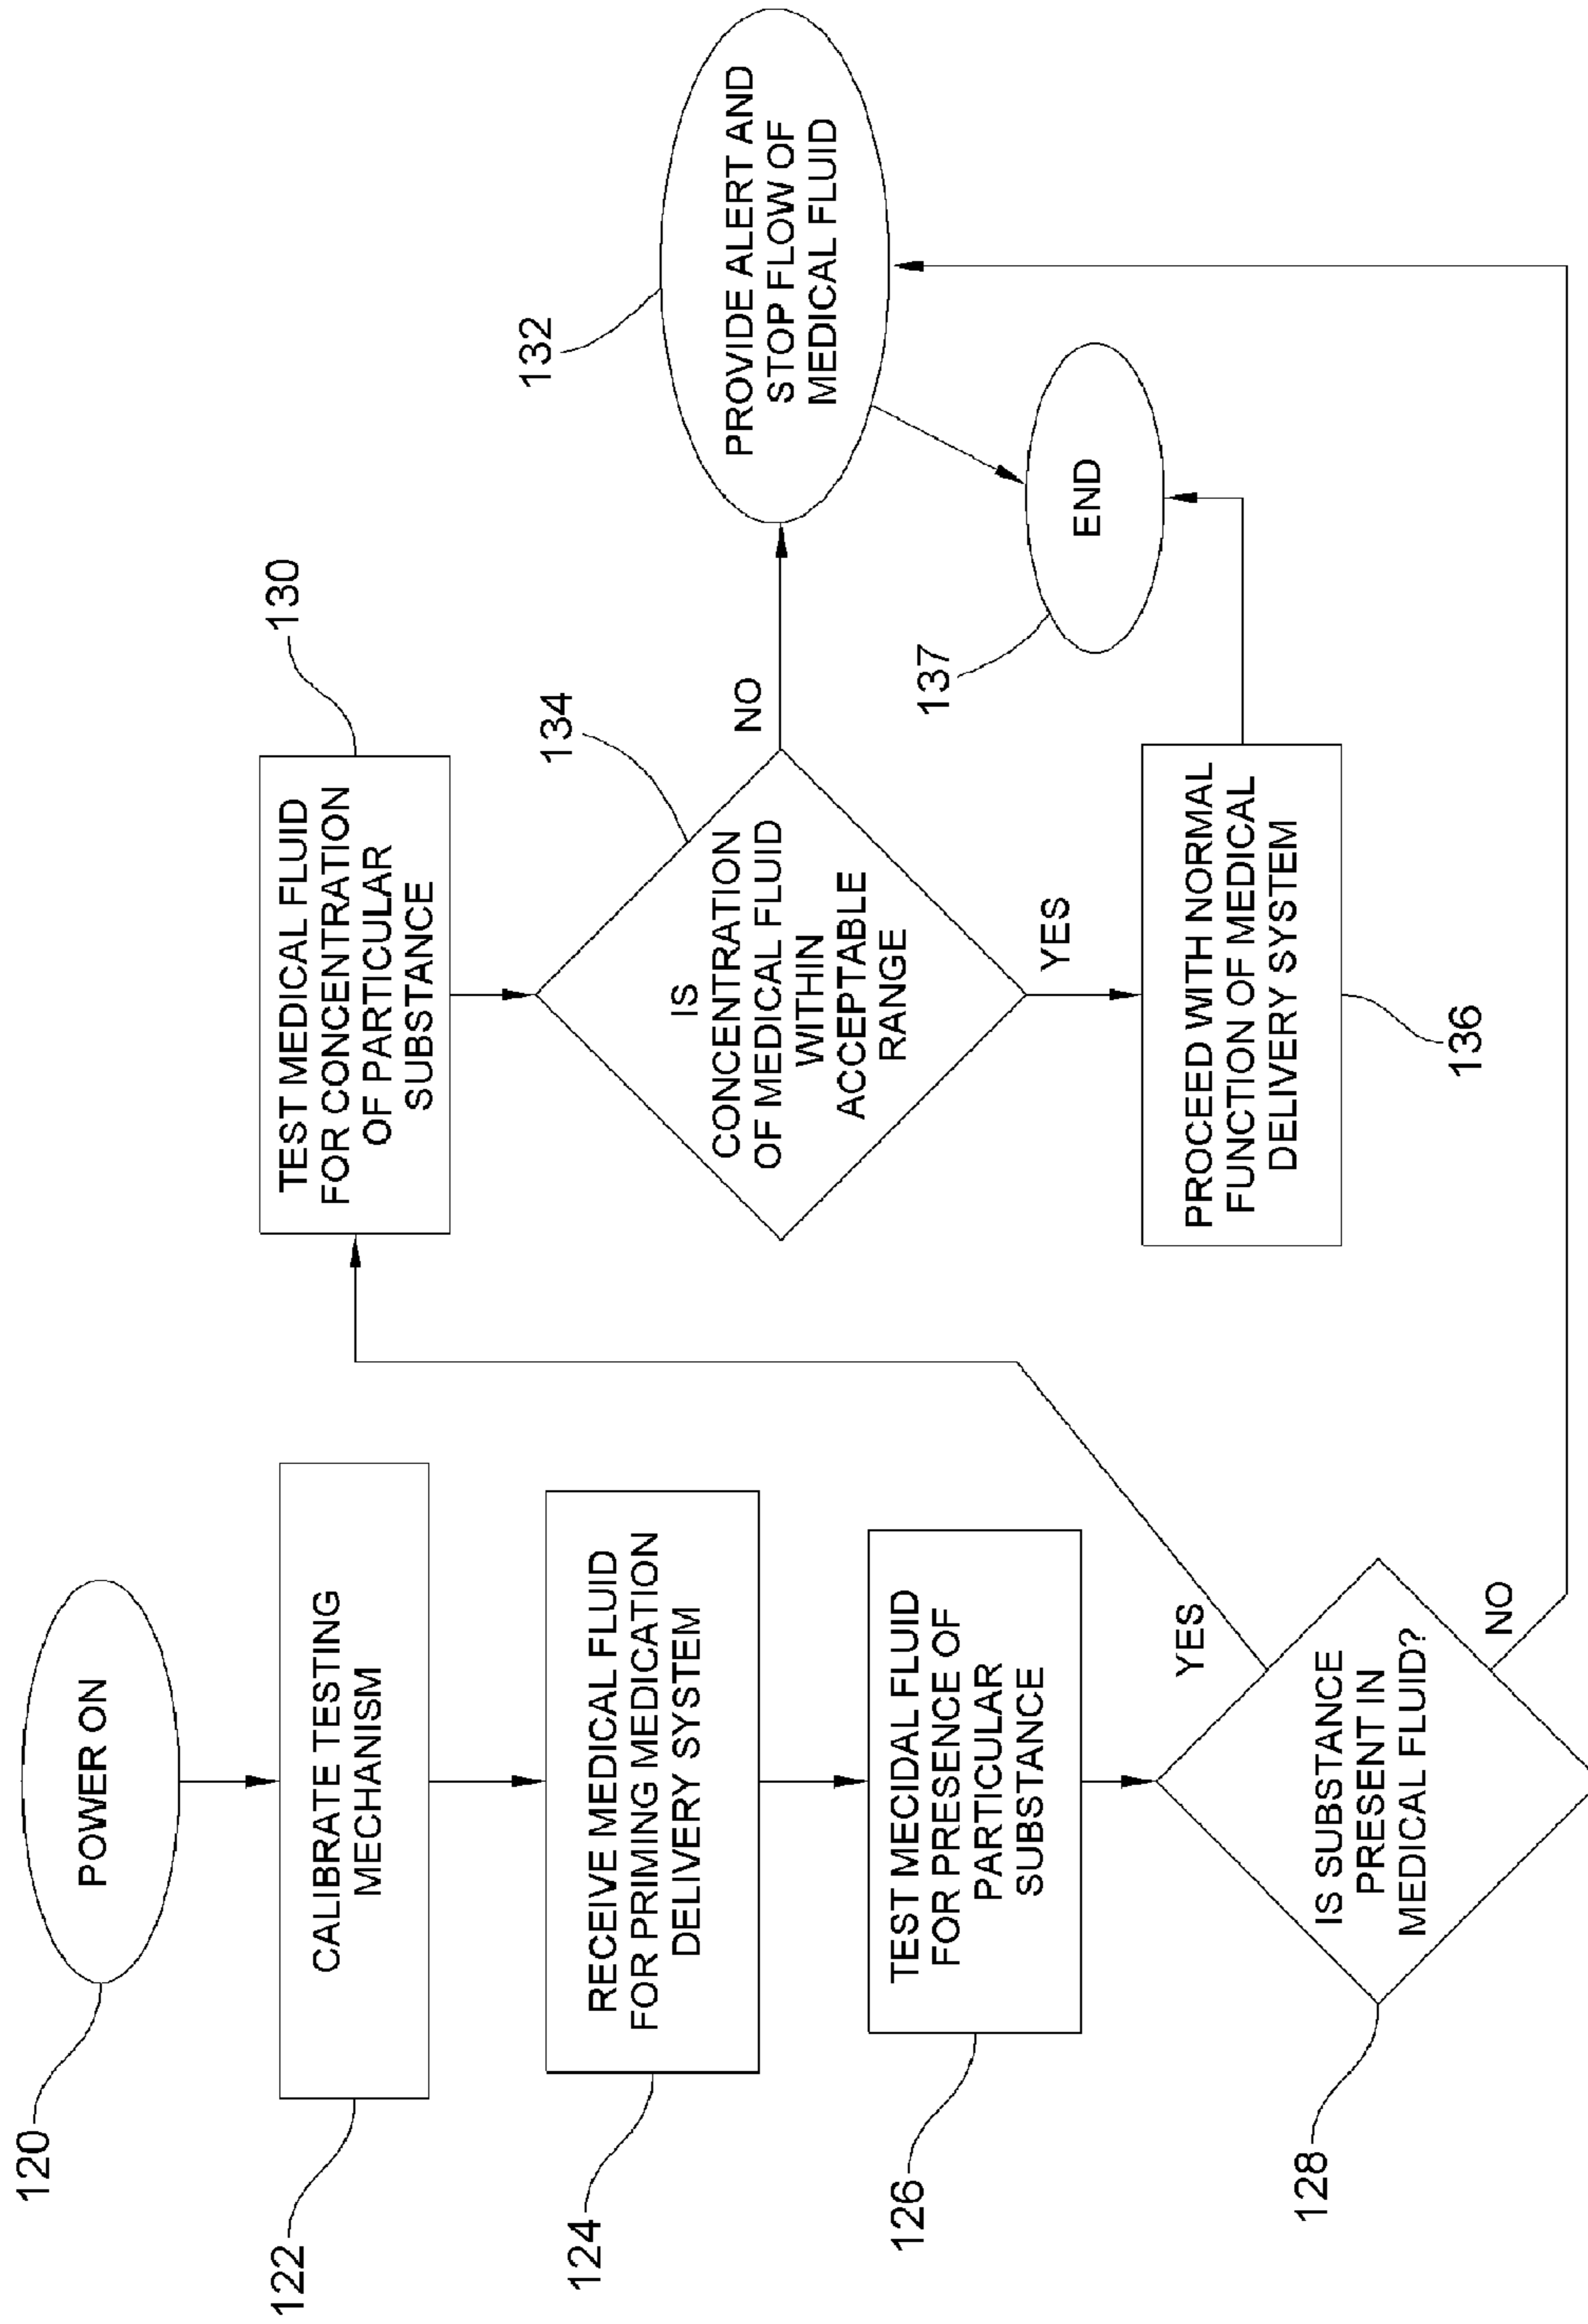 120
POWER ON
122
CALIBRATE TESTING
MECHANISM
124
RECEIVE MEDICAL FLUID
FOR PRIMING MEDICATION
DELIVERY SYSTEM
126
TEST MECIDAL FLUID
FOR PRESENCE OF
PARTICULAR
SUBSTANCE
128
IS SUBSTANCE
PRESENT IN
MEDICAL FLUID?
YES
NO
130
TEST MEDICAL FLUID
FOR CONCENTRATION
OF PARTICULAR
SUBSTANCE
134
IS
CONCENTRATION
OF MEDICAL FLUID
WITHIN
ACCEPTABLE
RANGE
NO
YES
132
PROVIDE ALERT AND
STOP FLOW OF
MEDICAL FLUID
137
END
PROCEED WITH NORMAL
FUNCTION OF MEDICAL
DELIVERY SYSTEM
136